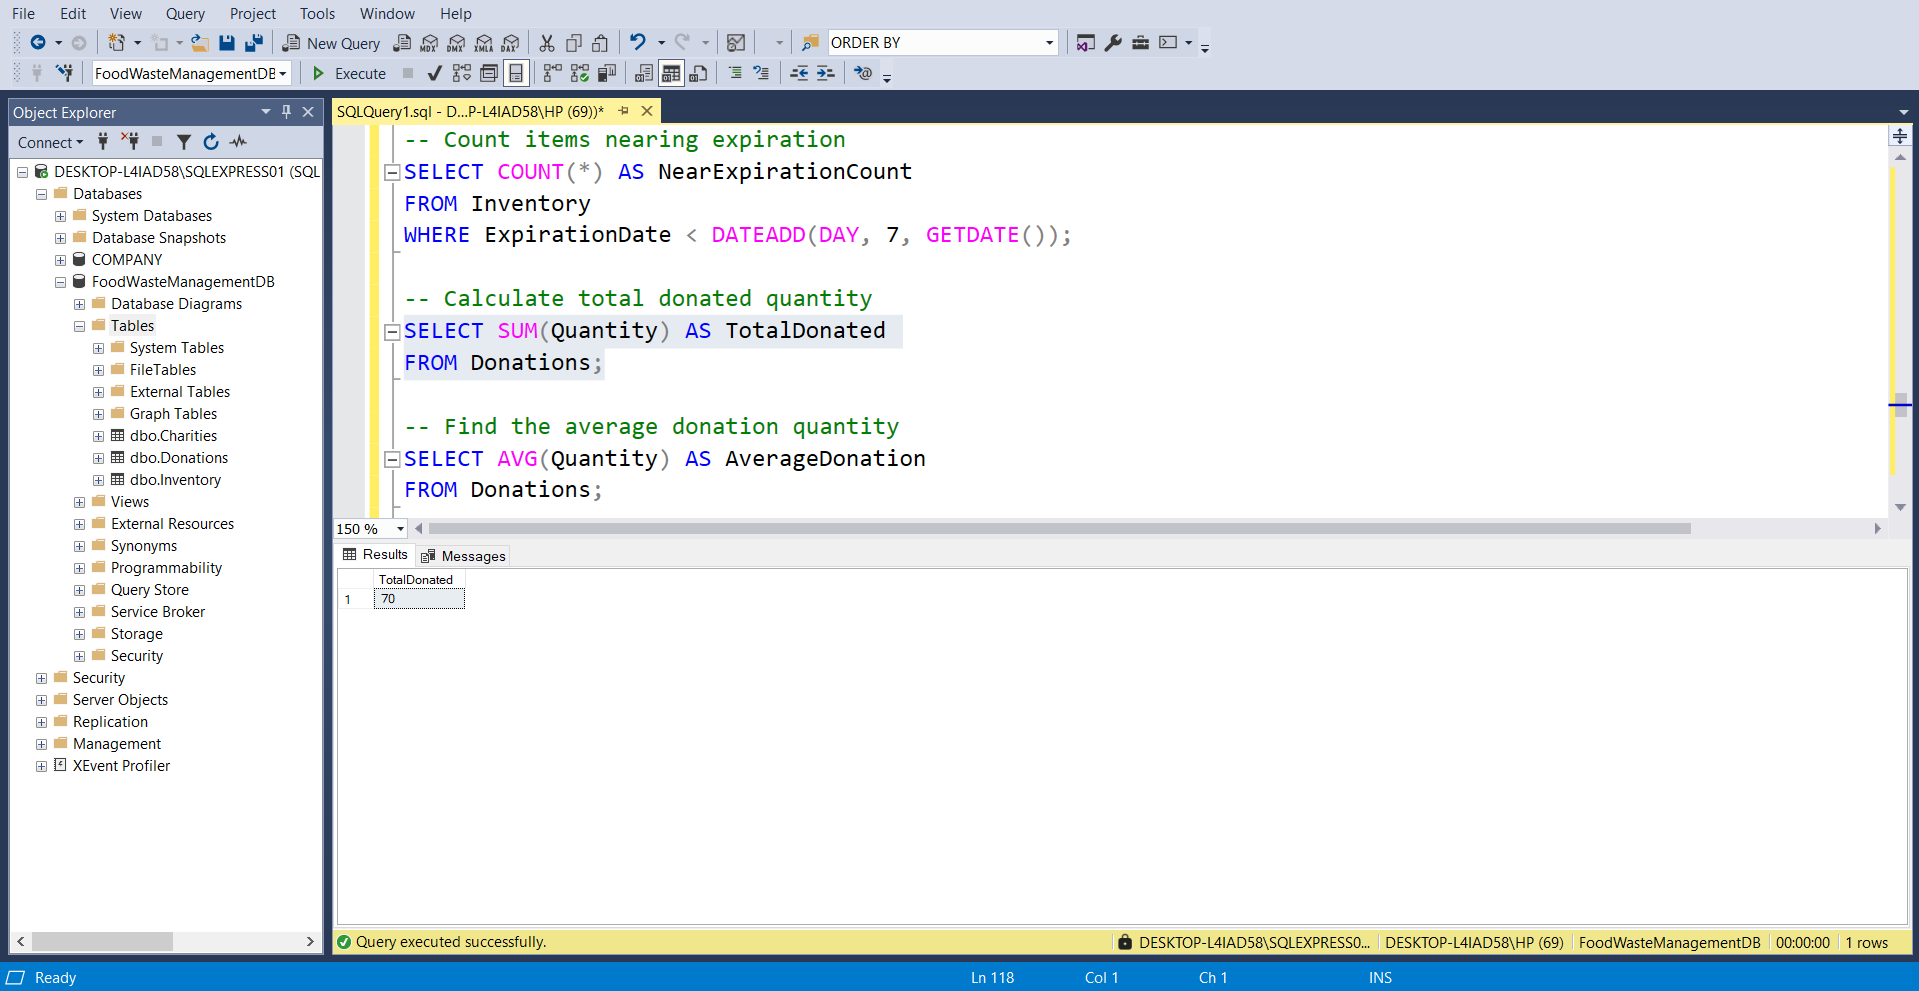 File Edit View Query Project Tools Window Help
New Query MDX DMX XMLA DAX ORDER BY
FoodWasteManagementDB Execute
Object Explorer
Connect
DESKTOP-L4IAD58\SQLEXPRESS01 (SQL
Databases
System Databases
Database Snapshots
COMPANY
FoodWasteManagementDB
Database Diagrams
Tables
System Tables
FileTables
External Tables
Graph Tables
dbo.Charities
dbo.Donations
dbo.Inventory
Views
External Resources
Synonyms
Programmability
Query Store
Service Broker
Storage
Security
Security
Server Objects
Replication
Management
XEvent Profiler
SQLQuery1.sql - D...P-L4IAD58\HP (69))*
-- Count items nearing expiration
SELECT COUNT(*) AS NearExpirationCount
FROM Inventory
WHERE ExpirationDate < DATEADD(DAY, 7, GETDATE());
-- Calculate total donated quantity
SELECT SUM(Quantity) AS TotalDonated
FROM Donations;
-- Find the average donation quantity
SELECT AVG(Quantity) AS AverageDonation
FROM Donations;
150 %
Results Messages
TotalDonated
1 70
Query executed successfully. DESKTOP-L4IAD58\SQLEXPRESS0... DESKTOP-L4IAD58\HP (69) FoodWasteManagementDB 00:00:00 1 rows
Ready Ln 118 Col 1 Ch 1 INS